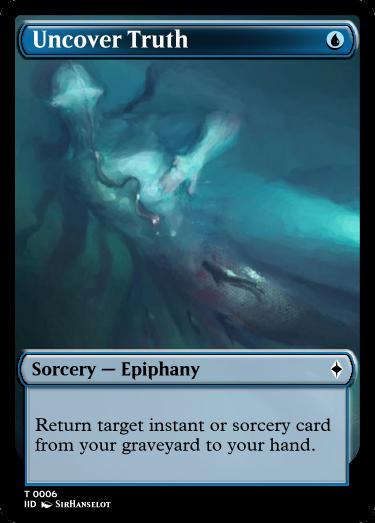 Uncover Truth
Sorcery — Epiphany
Return target instant or sorcery card
from your graveyard to your hand.
T 0006
IID SirHanselot